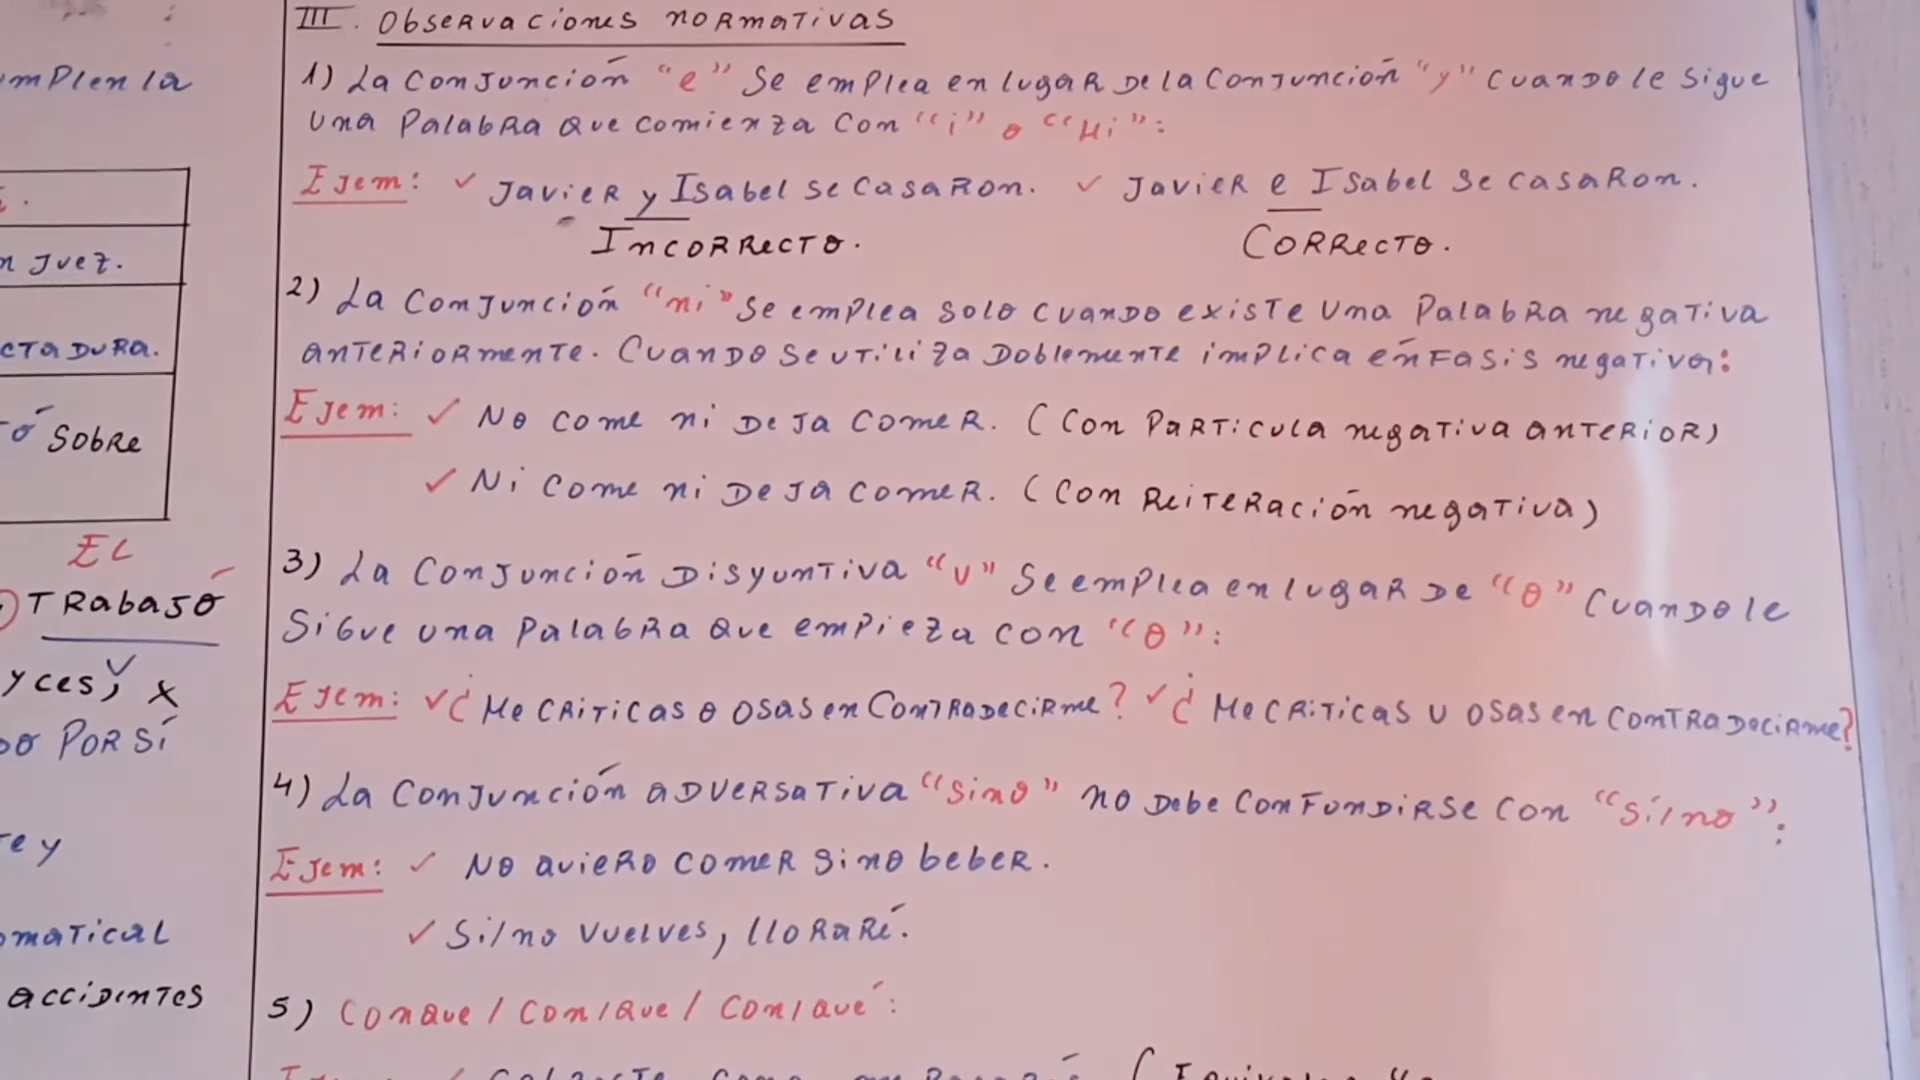 mplen la
n Juez.
CTADURA.
ó sobre
EL
TRabaJó
y ces, x
DO POR SÍ
Te y
omaTical
acciDenTes
III. Observaciones normativas
1) La conjunción "e" se emplea en lugar de la conjunción "y" cuando le sigue
una palabra que comienza con "i" o "Hi":
Ejem: ✓ Javier y Isabel se casaron. ✓ Javier e Isabel se casaron.
Incorrecto. Correcto.
2) La conjunción "ni" se emplea solo cuando existe una palabra negativa
anteriormente. Cuando se utiliza doblemente implica énfasis negativo:
Ejem: ✓ No come ni deja comer. (Con partícula negativa anterior)
✓ Ni come ni deja comer. (Con reiteración negativa)
3) La conjunción disyuntiva "u" se emplea en lugar de "o" cuando le
sigue una palabra que empieza con "o":
Ejem: ✓ ¿Me criticas o osas en contradecirme? ✓ ¿Me criticas u osas en contradecirme?
4) La conjunción adversativa "sino" no debe confundirse con "si/no":
Ejem: ✓ No quiero comer sino beber.
✓ Si/no vuelves, lloraré.
5) Conque / Con/que / Con/qué: